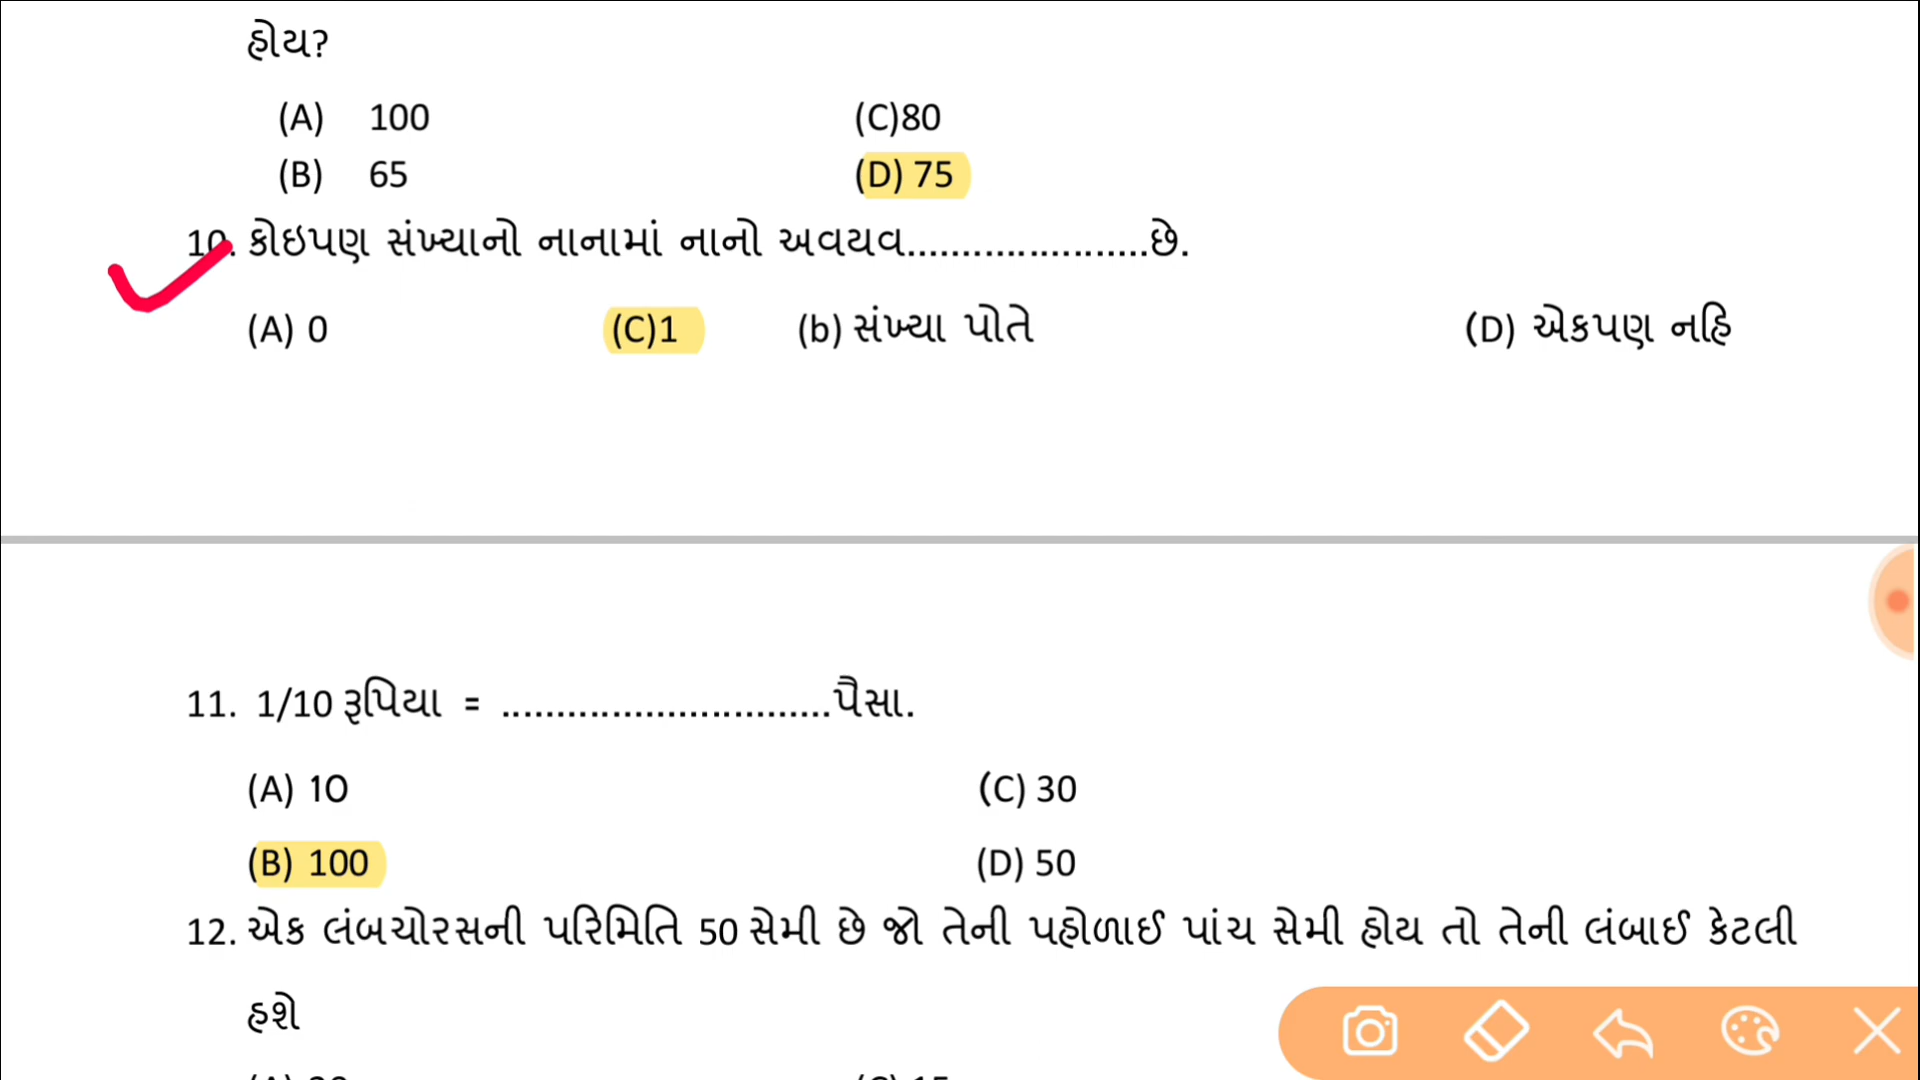 હોય?
(A) 100 (C)80
(B) 65 (D) 75
10. કોઇપણ સંખ્યાનો નાનામાં નાનો અવયવ......................છે.
(A) 0 (C)1 (b) સંખ્યા પોતે (D) એકપણ નહિ
11. 1/10 રૂપિયા = ..............................પૈસા.
(A) 10 (C) 30
(B) 100 (D) 50
12. એક લંબચોરસની પરિમિતિ 50 સેમી છે જો તેની પહોળાઈ પાંચ સેમી હોય તો તેની લંબાઈ કેટલી
હશે